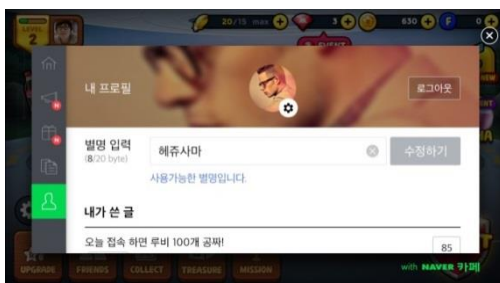 LEVEL
2
20/15 max
3
630
F
0
EVENT
내 프로필
로그아웃
별명 입력
(8/20 byte)
헤쥬사마
수정하기
사용가능한 별명입니다.
내가 쓴 글
오늘 접속 하면 루비 100개 공짜!
85
UPGRADE
FRIENDS
COLLECT
TREASURE
MISSION
with NAVER 카페